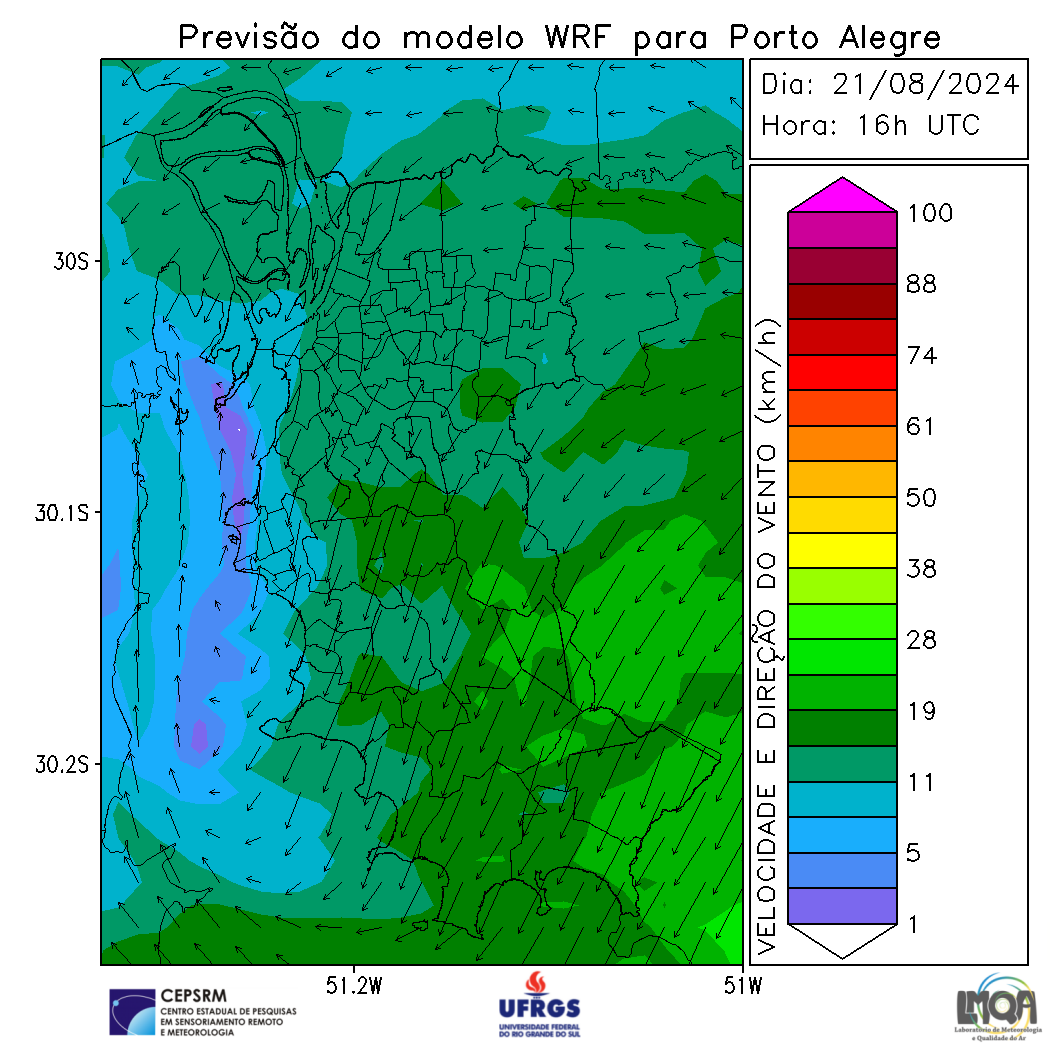 Previsão do modelo WRF para Porto Alegre
Dia: 21/08/2024
Hora: 16h UTC
30S
30.1S
30.2S
51.2W
51W
VELOCIDADE E DIREÇÃO DO VENTO (km/h)
100
88
74
61
50
38
28
19
11
5
1
CEPSRM
CENTRO ESTADUAL DE PESQUISAS
EM SENSORIAMENTO REMOTO
E METEOROLOGIA
UFRGS
UNIVERSIDADE FEDERAL
DO RIO GRANDE DO SUL
LMQA
Laboratório de Meteorologia
e Qualidade do Ar